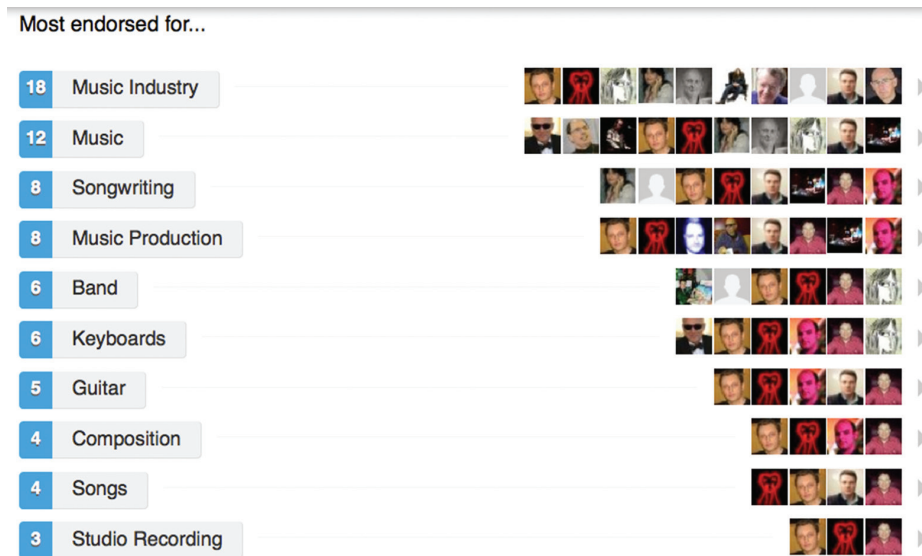 Most endorsed for...
18 Music Industry
12 Music
8 Songwriting
8 Music Production
6 Band
6 Keyboards
5 Guitar
4 Composition
4 Songs
3 Studio Recording